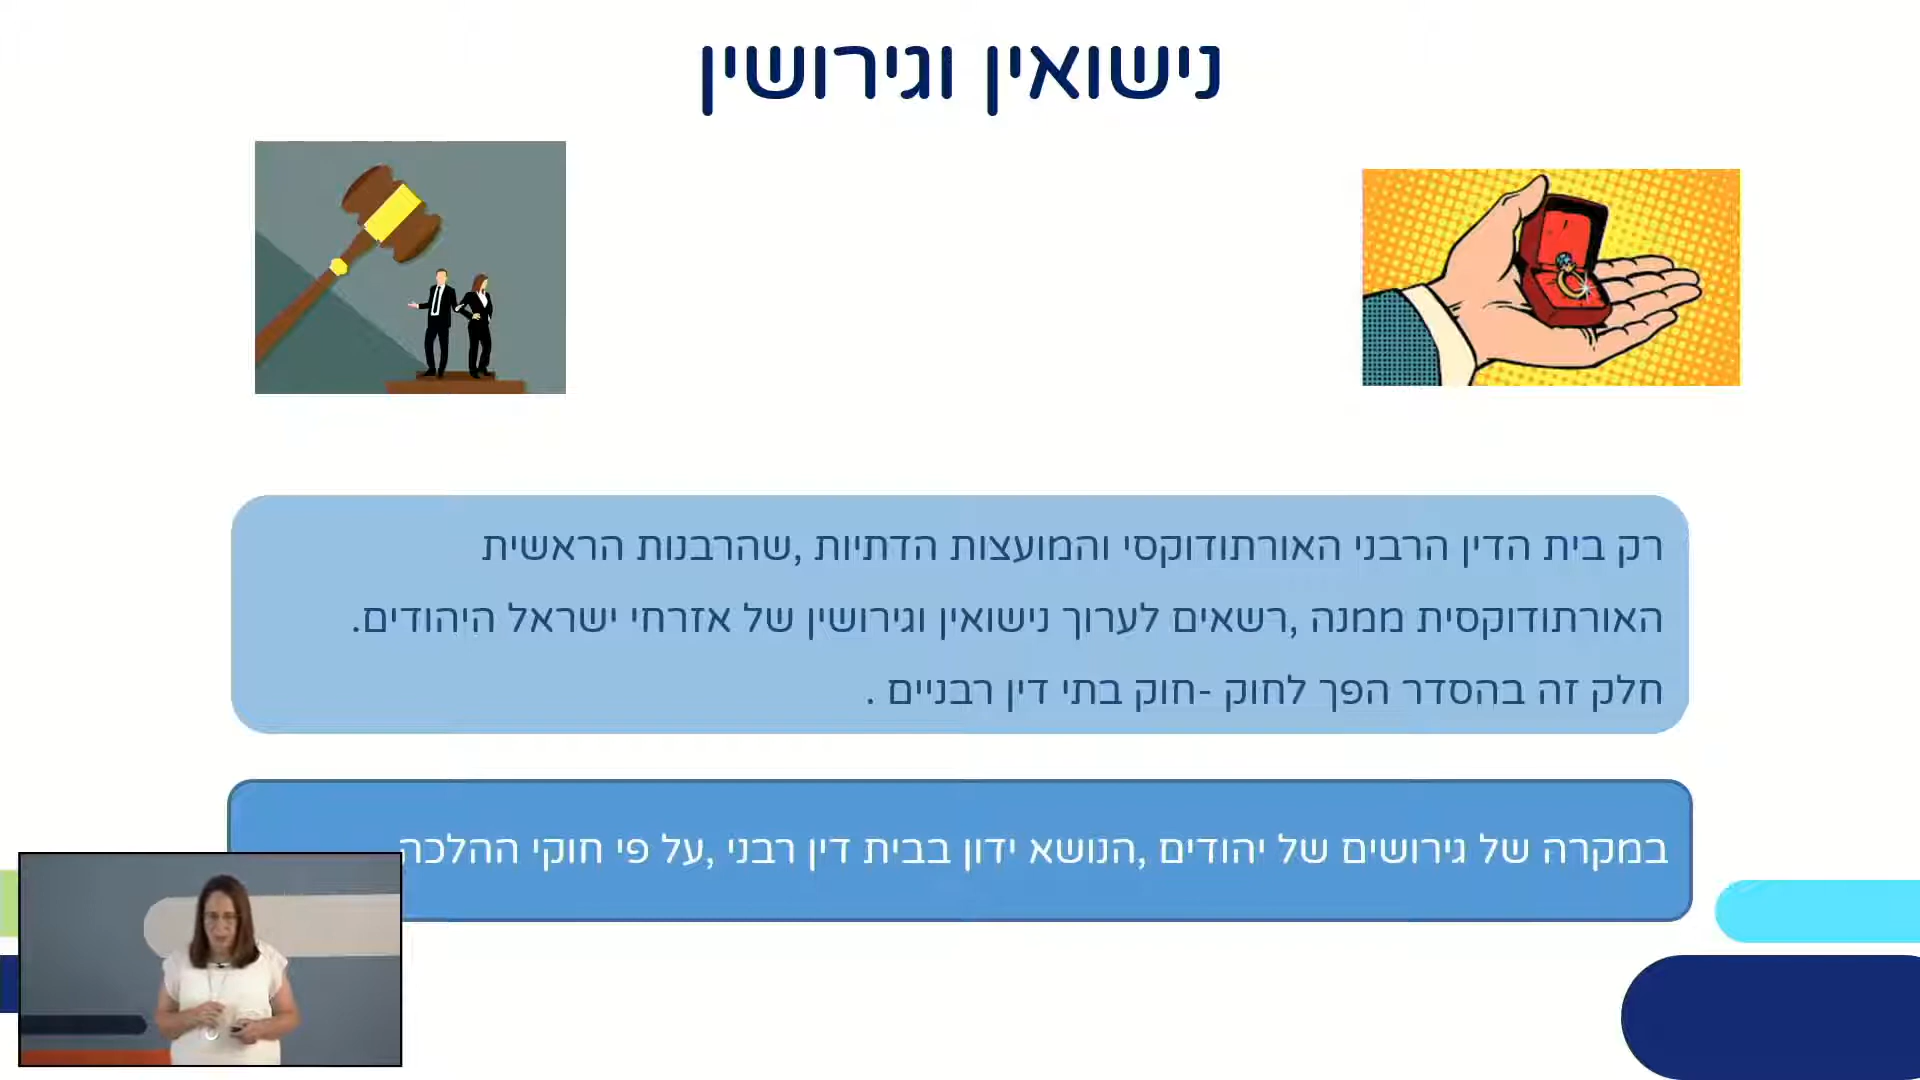 נישואין וגירושין
רק בית הדין הרבני האורתודוקסי והמועצות הדתיות ,שהרבנות הראשית
האורתודוקסית ממנה ,רשאים לערוך נישואין וגירושין של אזרחי ישראל היהודים.
חלק זה בהסדר הפך לחוק -חוק בתי דין רבניים .
במקרה של גירושים של יהודים ,הנושא ידון בבית דין רבני ,על פי חוקי ההלכה